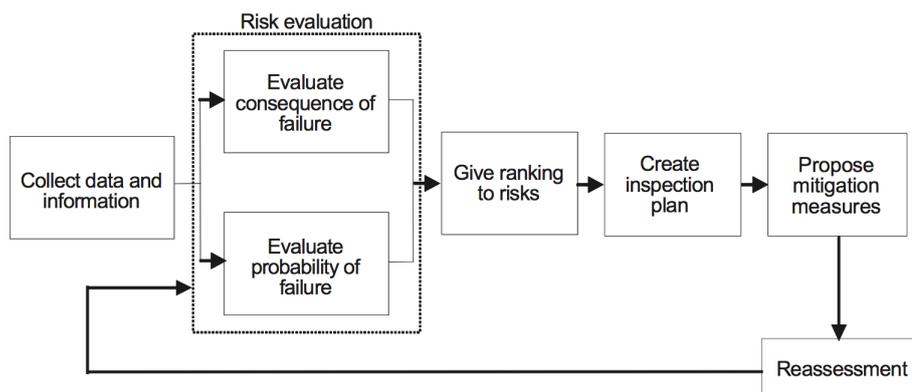 Risk evaluation
Collect data and
information
Evaluate
consequence of
failure
Evaluate
probability of
failure
Give ranking
to risks
Create
inspection
plan
Propose
mitigation
measures
Reassessment